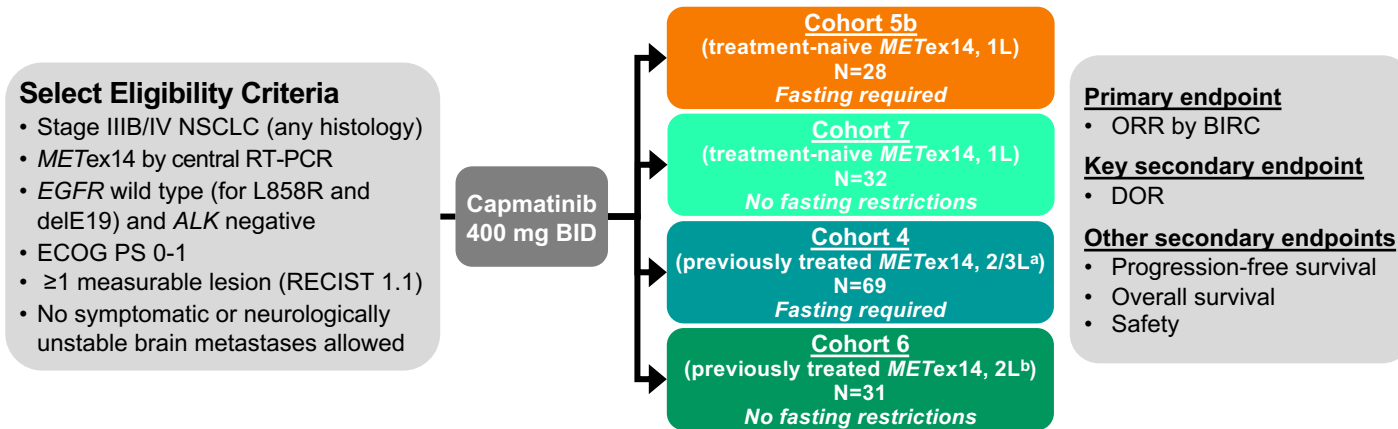 Select Eligibility Criteria
• Stage IIIB/IV NSCLC (any histology)
• METex14 by central RT-PCR
• EGFR wild type (for L858R and
delE19) and ALK negative
• ECOG PS 0-1
• ≥1 measurable lesion (RECIST 1.1)
• No symptomatic or neurologically
unstable brain metastases allowed
Capmatinib
400 mg BID
Cohort 5b
(treatment-naive METex14, 1L)
N=28
Fasting required
Cohort 7
(treatment-naive METex14, 1L)
N=32
No fasting restrictions
Cohort 4
(previously treated METex14, 2/3Lᵃ)
N=69
Fasting required
Cohort 6
(previously treated METex14, 2Lᵇ)
N=31
No fasting restrictions
Primary endpoint
• ORR by BIRC
Key secondary endpoint
• DOR
Other secondary endpoints
• Progression-free survival
• Overall survival
• Safety